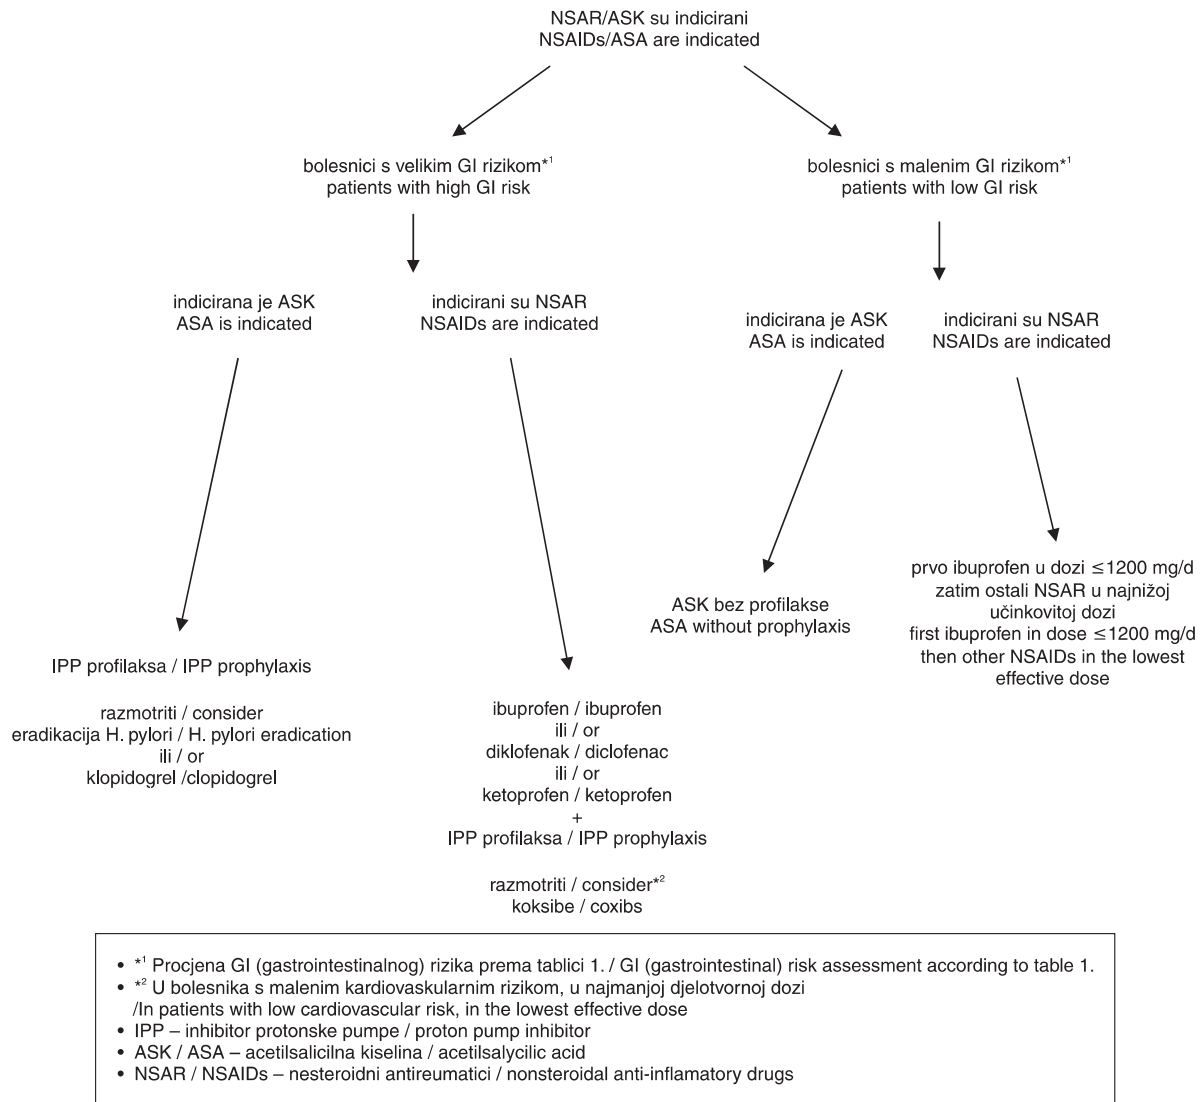 NSAR/ASK su indicirani
NSAIDs/ASA are indicated
bolesnici s velikim GI rizikom*¹
patients with high GI risk
bolesnici s malenim GI rizikom*¹
patients with low GI risk
indicirana je ASK
ASA is indicated
indicirani su NSAR
NSAIDs are indicated
indicirana je ASK
ASA is indicated
indicirani su NSAR
NSAIDs are indicated
IPP profilaksa / IPP prophylaxis
razmotriti / consider
eradikacija H. pylori / H. pylori eradication
ili / or
klopidogrel /clopidogrel
ibuprofen / ibuprofen
ili / or
diklofenak / diclofenac
ili / or
ketoprofen / ketoprofen
+
IPP profilaksa / IPP prophylaxis
razmotriti / consider*²
koksibe / coxibs
ASK bez profilakse
ASA without prophylaxis
prvo ibuprofen u dozi ≤1200 mg/d
zatim ostali NSAR u najnižoj
učinkovitoj dozi
first ibuprofen in dose ≤1200 mg/d
then other NSAIDs in the lowest
effective dose
• *¹ Procjena GI (gastrointestinalnog) rizika prema tablici 1. / GI (gastrointestinal) risk assessment according to table 1.
• *² U bolesnika s malenim kardiovaskularnim rizikom, u najmanjoj djelotvornoj dozi
/In patients with low cardiovascular risk, in the lowest effective dose
• IPP – inhibitor protonske pumpe / proton pump inhibitor
• ASK / ASA – acetilsalicilna kiselina / acetilsalycilic acid
• NSAR / NSAIDs – nesteroidni antireumatici / nonsteroidal anti-inflamatory drugs